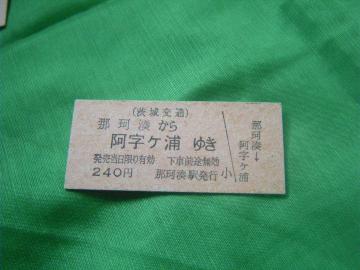 (茨城交通)
那珂湊から
阿字ケ浦 ゆき
発売当日限り有効 下車前途無効
240円 那珂湊駅発行
小
那珂湊→阿字ケ浦